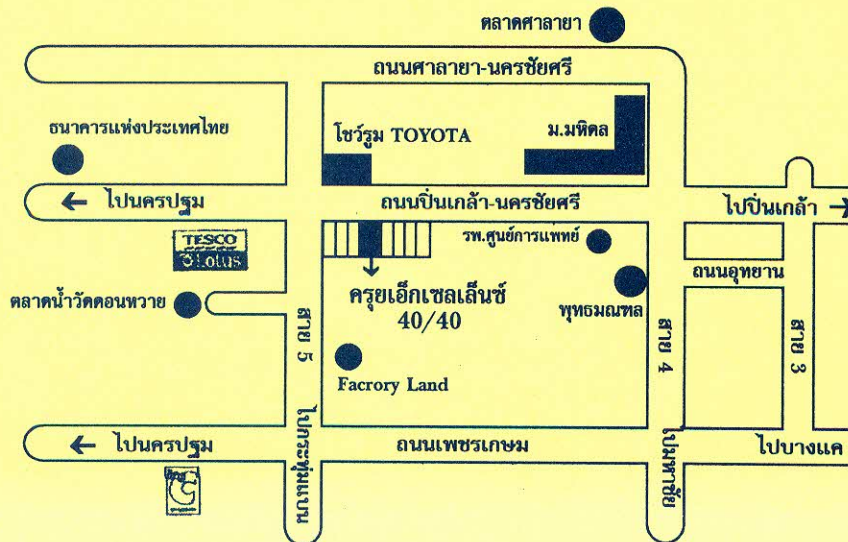 ตลาดศาลายา
ถนนศาลายา-นครชัยศรี
ธนาคารแห่งประเทศไทย
โชว์รูม TOYOTA
ม.มหิดล
← ไปนครปฐม
ถนนปิ่นเกล้า-นครชัยศรี
ไปปิ่นเกล้า →
TESCO
Lotus
รพ.ศูนย์การแพทย์
ถนนอุทยาน
ตลาดน้ำวัดดอนหวาย
ครุยเอ็กเซลเล็นซ์
40/40
พุทธมณฑล
สาย 5
สาย 4
สาย 3
Facrory Land
← ไปนครปฐม
ถนนเพชรเกษม
ไปบางแค
ไปกระทุ่มแบน
ไปมหาชัย